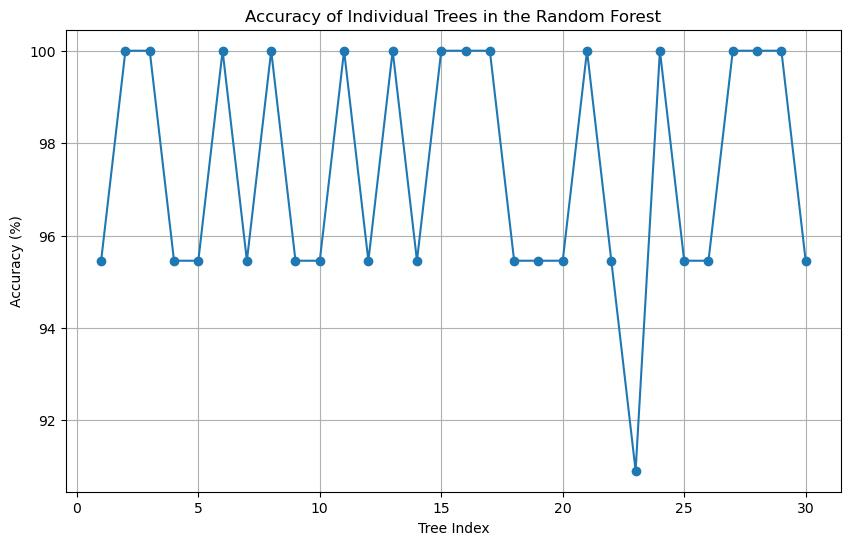 Accuracy of Individual Trees in the Random Forest
100
98
96
94
92
Accuracy (%)
0 5 10 15 20 25 30
Tree Index